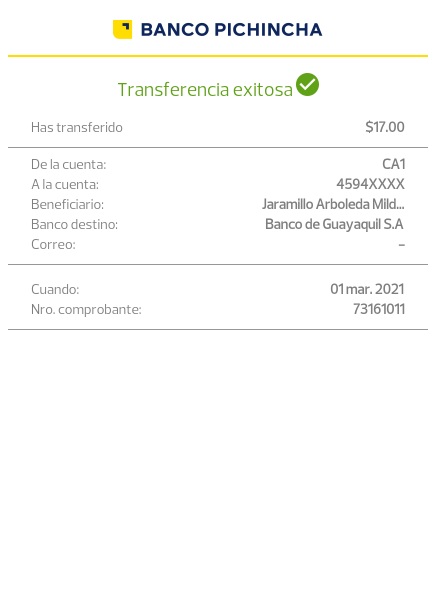 BANCO PICHINCHA
Transferencia exitosa
Has transferido $17.00
De la cuenta: CA1
A la cuenta: 4594XXXX
Beneficiario: Jaramillo Arboleda Mild...
Banco destino: Banco de Guayaquil S.A
Correo: –
Cuando: 01 mar. 2021
Nro. comprobante: 73161011